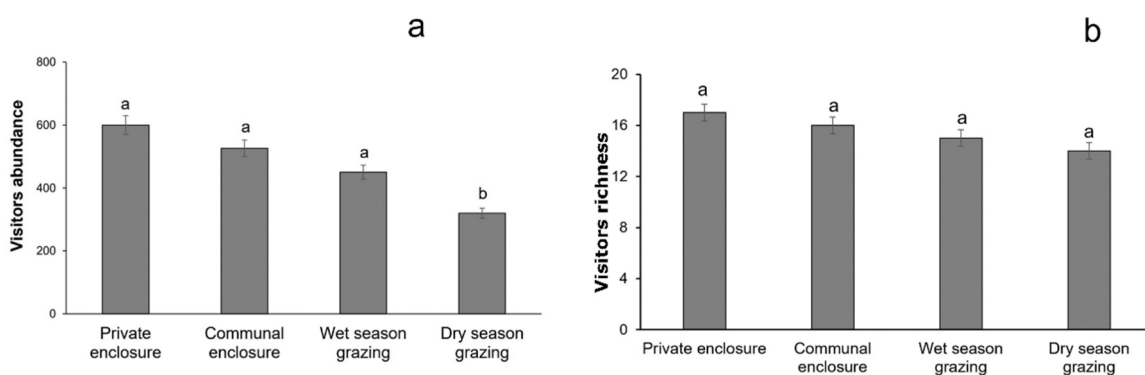 a
Visitors abundance
800
600
400
200
0
a
a
a
b
Private
enclosure
Communal
enclosure
Wet season
grazing
Dry season
grazing
b
Visitors richness
20
16
12
8
4
0
a
a
a
a
Private enclosure
Communal
enclosure
Wet season
grazing
Dry season
grazing